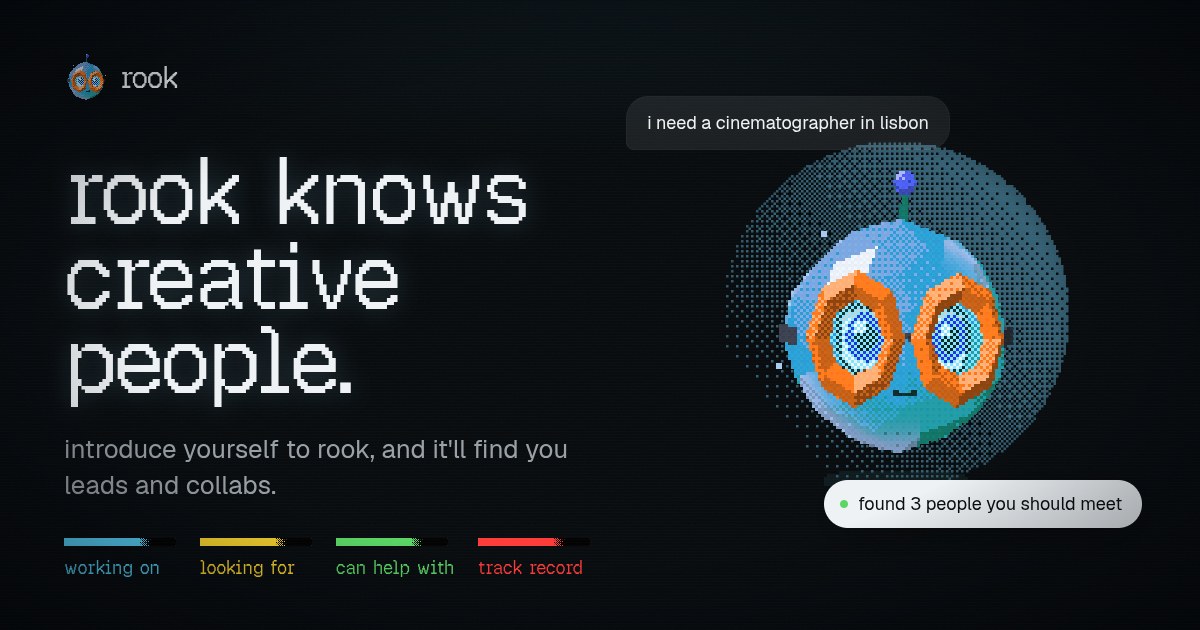 rook
rook knows
creative
people.
introduce yourself to rook, and it'll find you
leads and collabs.
working on
looking for
can help with
track record
i need a cinematographer in lisbon
found 3 people you should meet